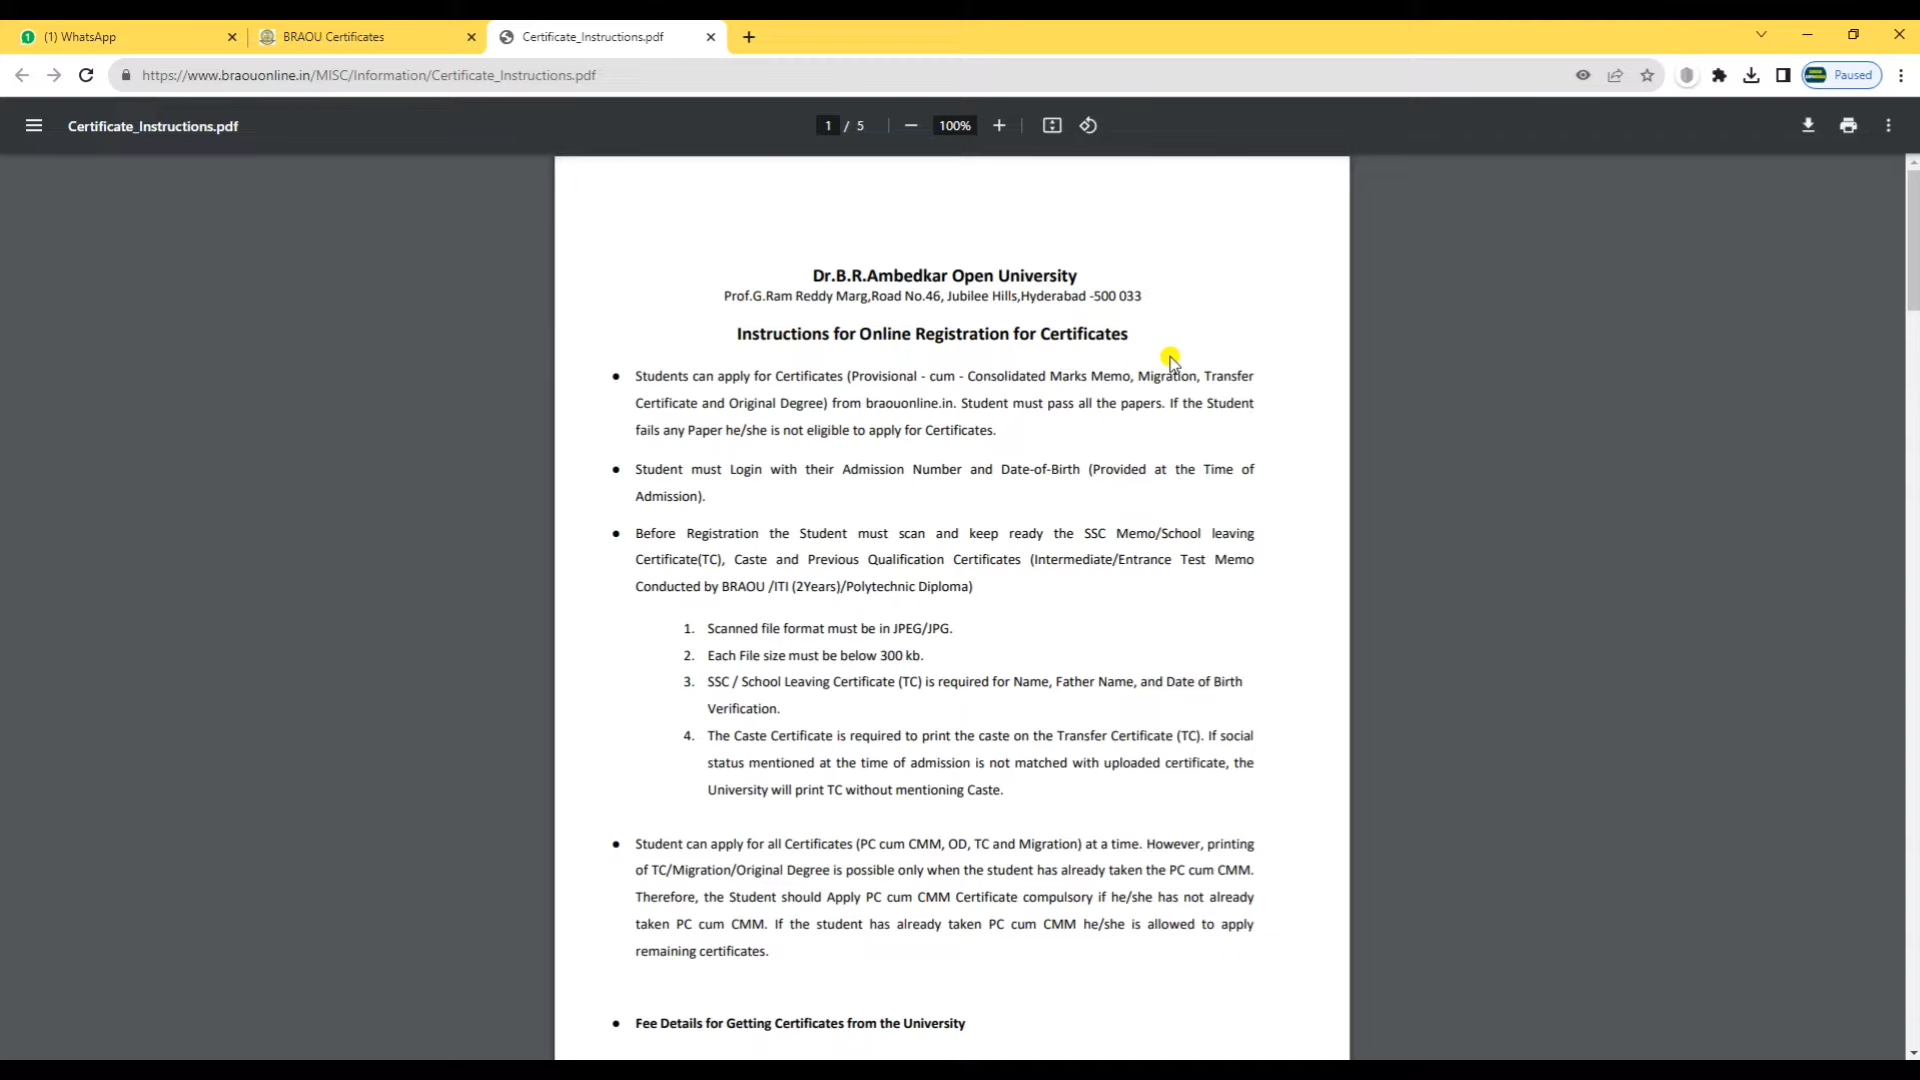 (1) WhatsApp
BRAOU Certificates
Certificate_Instructions.pdf
https://www.braouonline.in/MISC/Information/Certificate_Instructions.pdf
Paused
Certificate_Instructions.pdf
1 / 5
100%
Dr.B.R.Ambedkar Open University
Prof.G.Ram Reddy Marg,Road No.46, Jubilee Hills,Hyderabad -500 033
Instructions for Online Registration for Certificates
● Students can apply for Certificates (Provisional - cum - Consolidated Marks Memo, Migration, Transfer
Certificate and Original Degree) from braouonline.in. Student must pass all the papers. If the Student
fails any Paper he/she is not eligible to apply for Certificates.
● Student must Login with their Admission Number and Date-of-Birth (Provided at the Time of
Admission).
● Before Registration the Student must scan and keep ready the SSC Memo/School leaving
Certificate(TC), Caste and Previous Qualification Certificates (Intermediate/Entrance Test Memo
Conducted by BRAOU /ITI (2Years)/Polytechnic Diploma)
1. Scanned file format must be in JPEG/JPG.
2. Each File size must be below 300 kb.
3. SSC / School Leaving Certificate (TC) is required for Name, Father Name, and Date of Birth
Verification.
4. The Caste Certificate is required to print the caste on the Transfer Certificate (TC). If social
status mentioned at the time of admission is not matched with uploaded certificate, the
University will print TC without mentioning Caste.
● Student can apply for all Certificates (PC cum CMM, OD, TC and Migration) at a time. However, printing
of TC/Migration/Original Degree is possible only when the student has already taken the PC cum CMM.
Therefore, the Student should Apply PC cum CMM Certificate compulsory if he/she has not already
taken PC cum CMM. If the student has already taken PC cum CMM he/she is allowed to apply
remaining certificates.
● Fee Details for Getting Certificates from the University